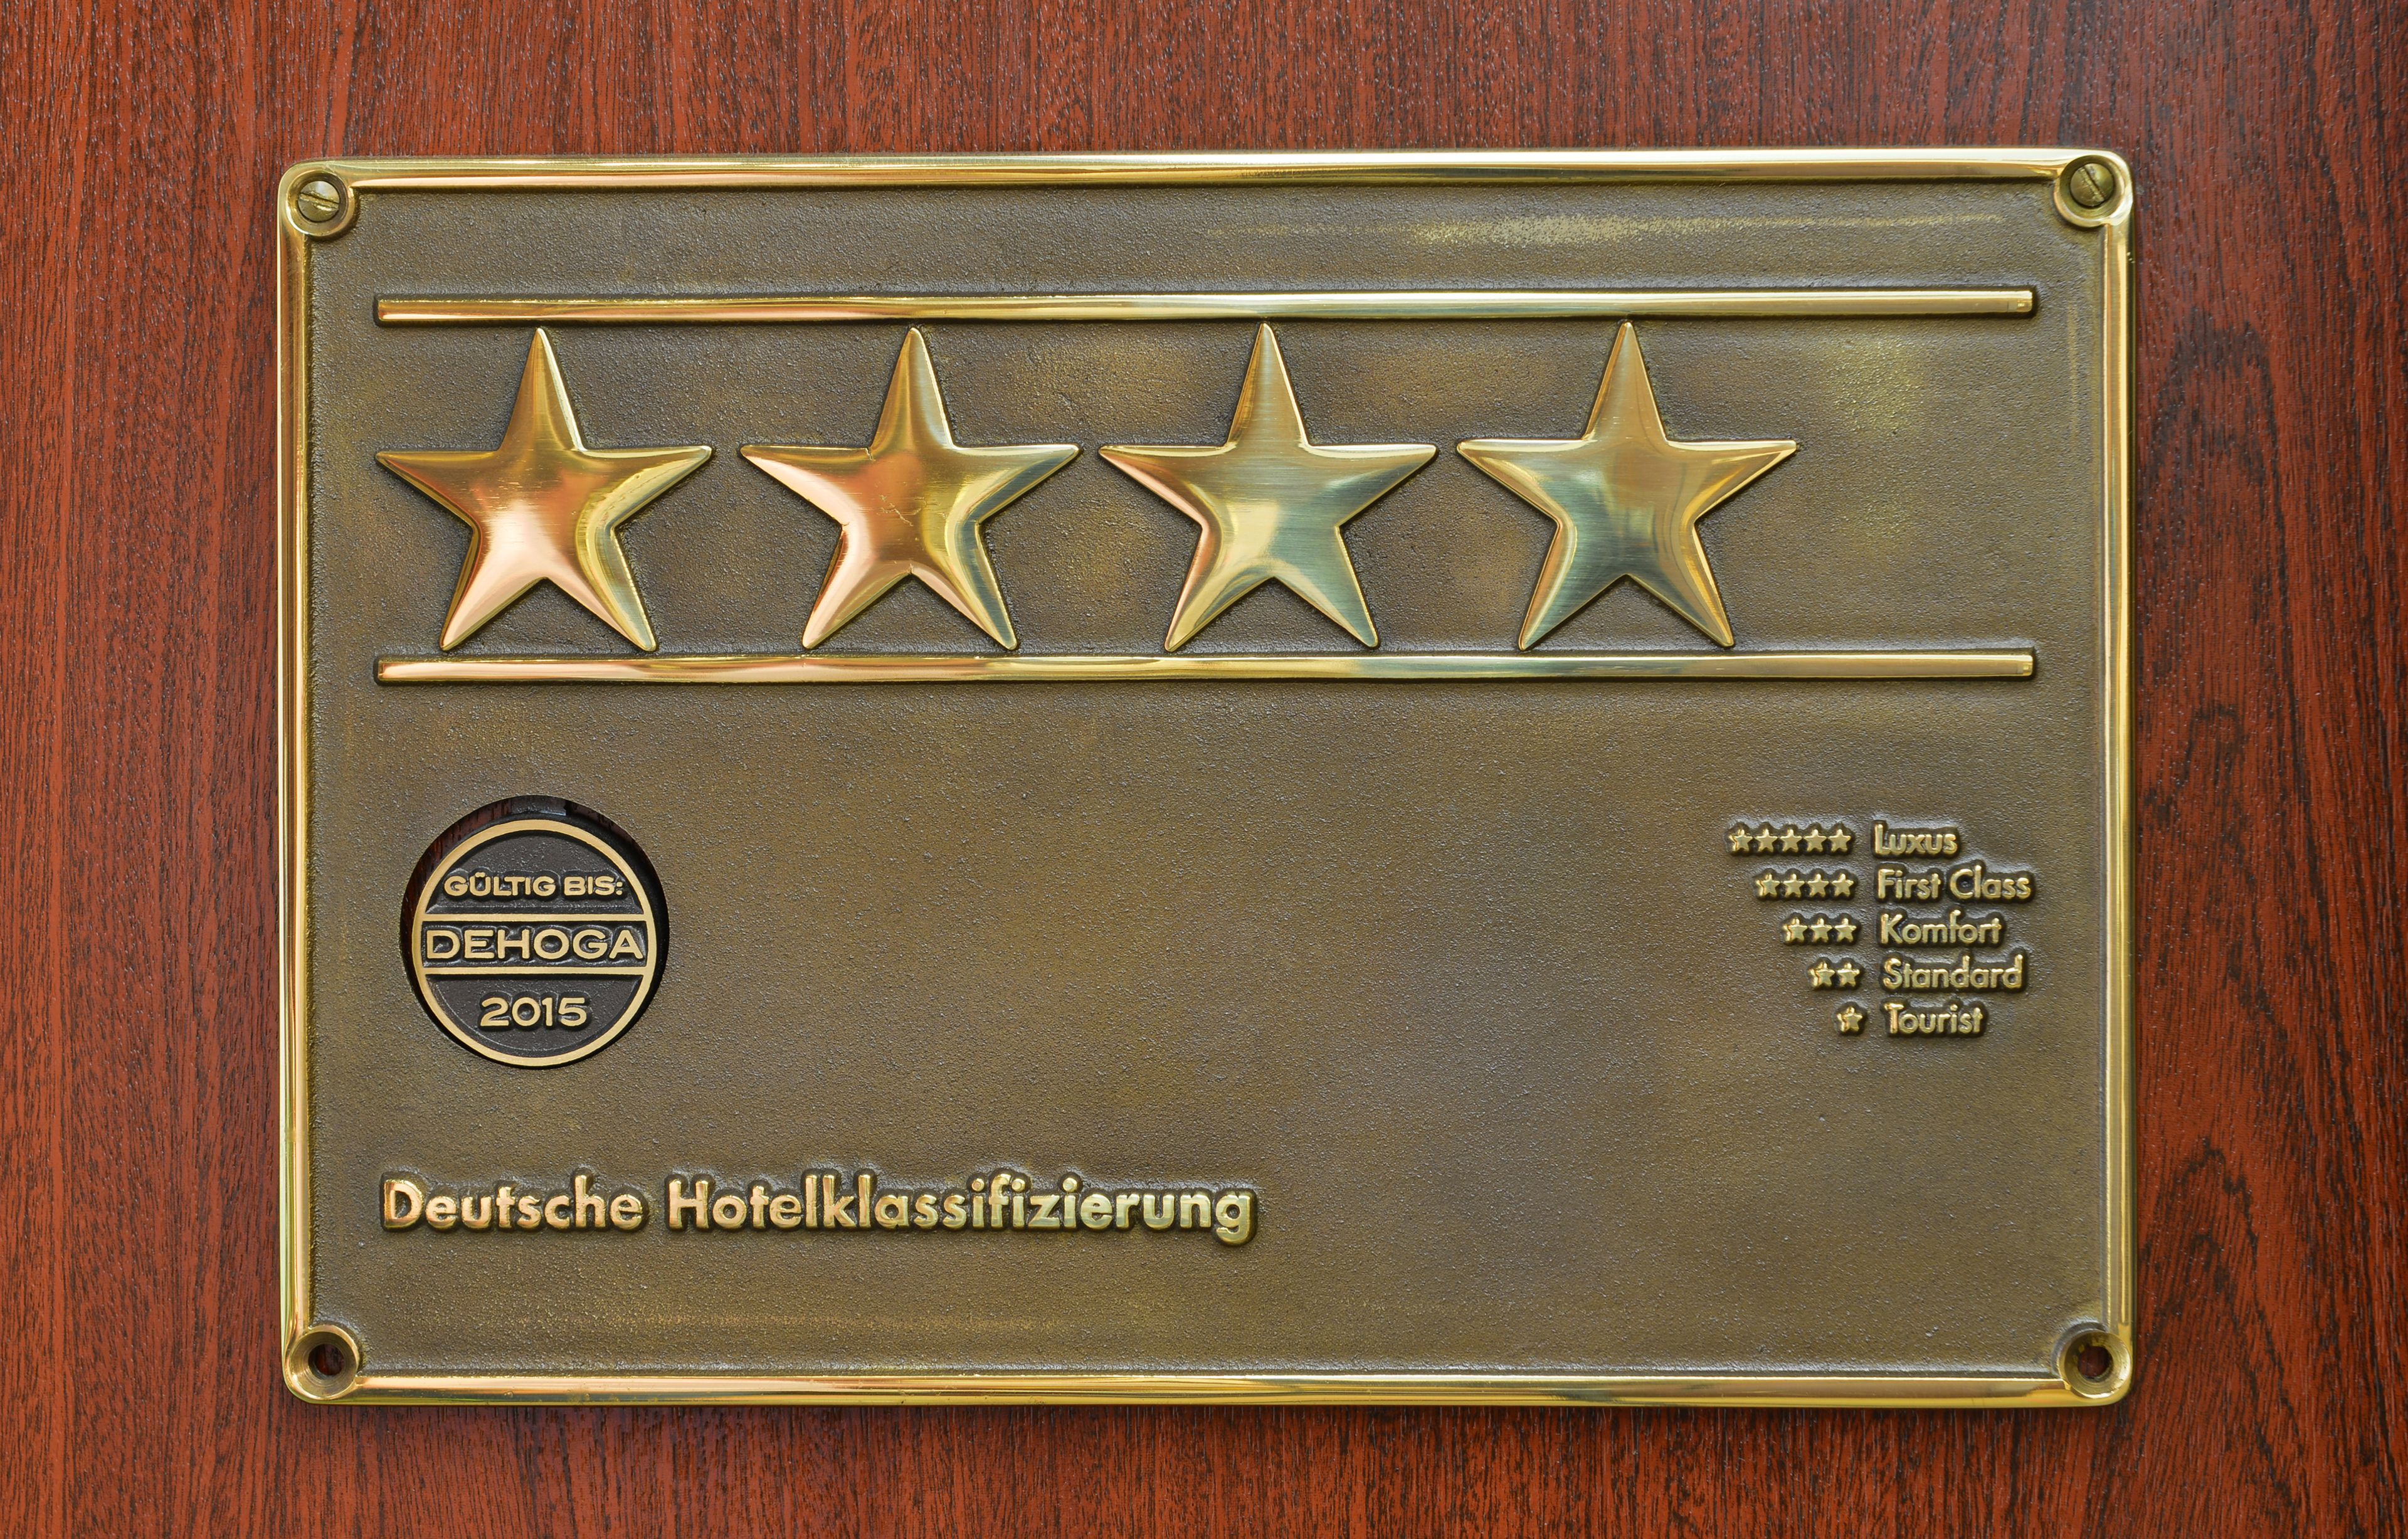 GÜLTIG BIS:
DEHOGA
2015
Luxus
First Class
Komfort
Standard
Tourist
Deutsche Hotelklassifizierung